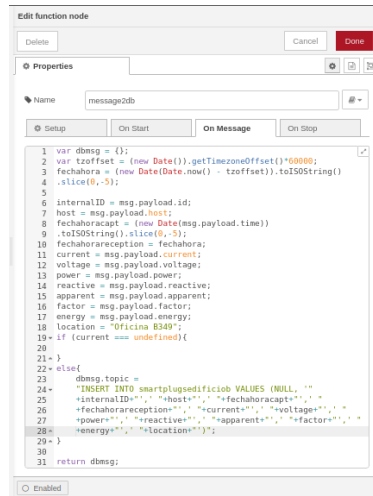 Edit function node
Delete
Cancel
Done
Properties
Name
message2db
Setup
On Start
On Message
On Stop
1 var dbmsg = {};
2 var tzoffset = (new Date()).getTimezoneOffset()*60000;
3 fechahora = (new Date(Date.now() - tzoffset)).toISOString()
4 .slice(0,-5);
5
6 internalID = msg.payload.id;
7 host = msg.payload.host;
8 fechahoracapt = (new Date(msg.payload.time))
9 .toISOString().slice(0,-5);
10 fechahorareception = fechahora;
11 current = msg.payload.current;
12 voltage = msg.payload.voltage;
13 power = msg.payload.power;
14 reactive = msg.payload.reactive;
15 apparent = msg.payload.apparent;
16 factor = msg.payload.factor;
17 energy = msg.payload.energy;
18 location = "Oficina B349";
19 if (current === undefined){
20
21 }
22 else{
23 dbmsg.topic =
24 "INSERT INTO smartplugsedificiob VALUES (NULL, '"
25 +internalID+"',' "+host+"',' "+fechahoracapt+"',' "
26 +fechahorareception+"',' "+current+"',' "+voltage+"',' "
27 +power+"',' "+reactive+"',' "+apparent+"',' "+factor+"',' "
28 +energy+"',' "+location+"')";
29 }
30
31 return dbmsg;
Enabled